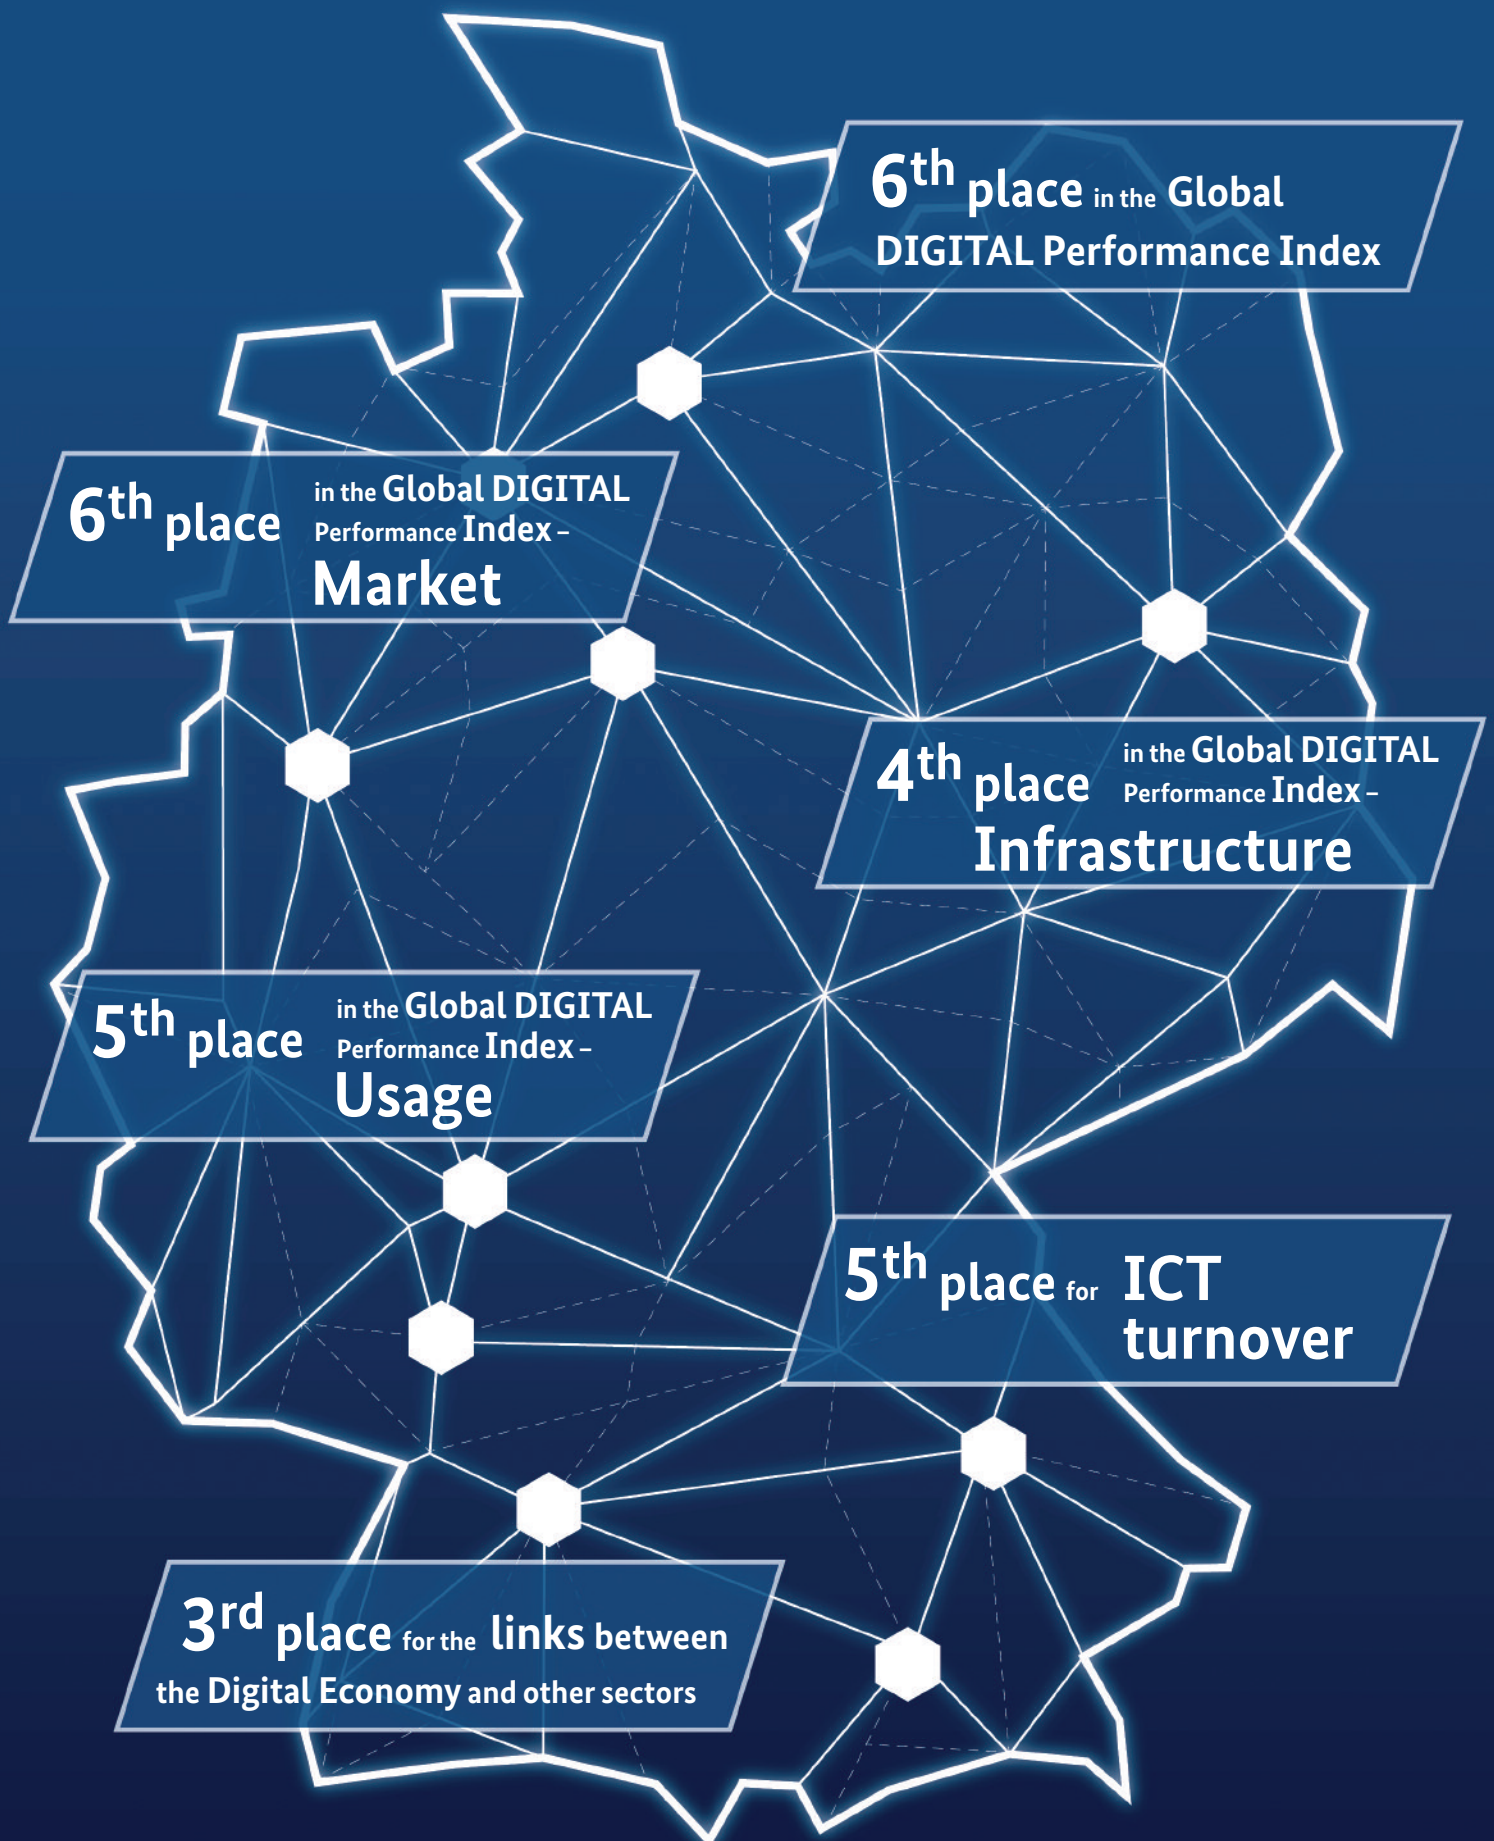 6th place in the Global
DIGITAL Performance Index
6th place in the Global DIGITAL
Performance Index –
Market
4th place in the Global DIGITAL
Performance Index –
Infrastructure
5th place in the Global DIGITAL
Performance Index –
Usage
5th place for ICT
turnover
3rd place for the links between
the Digital Economy and other sectors